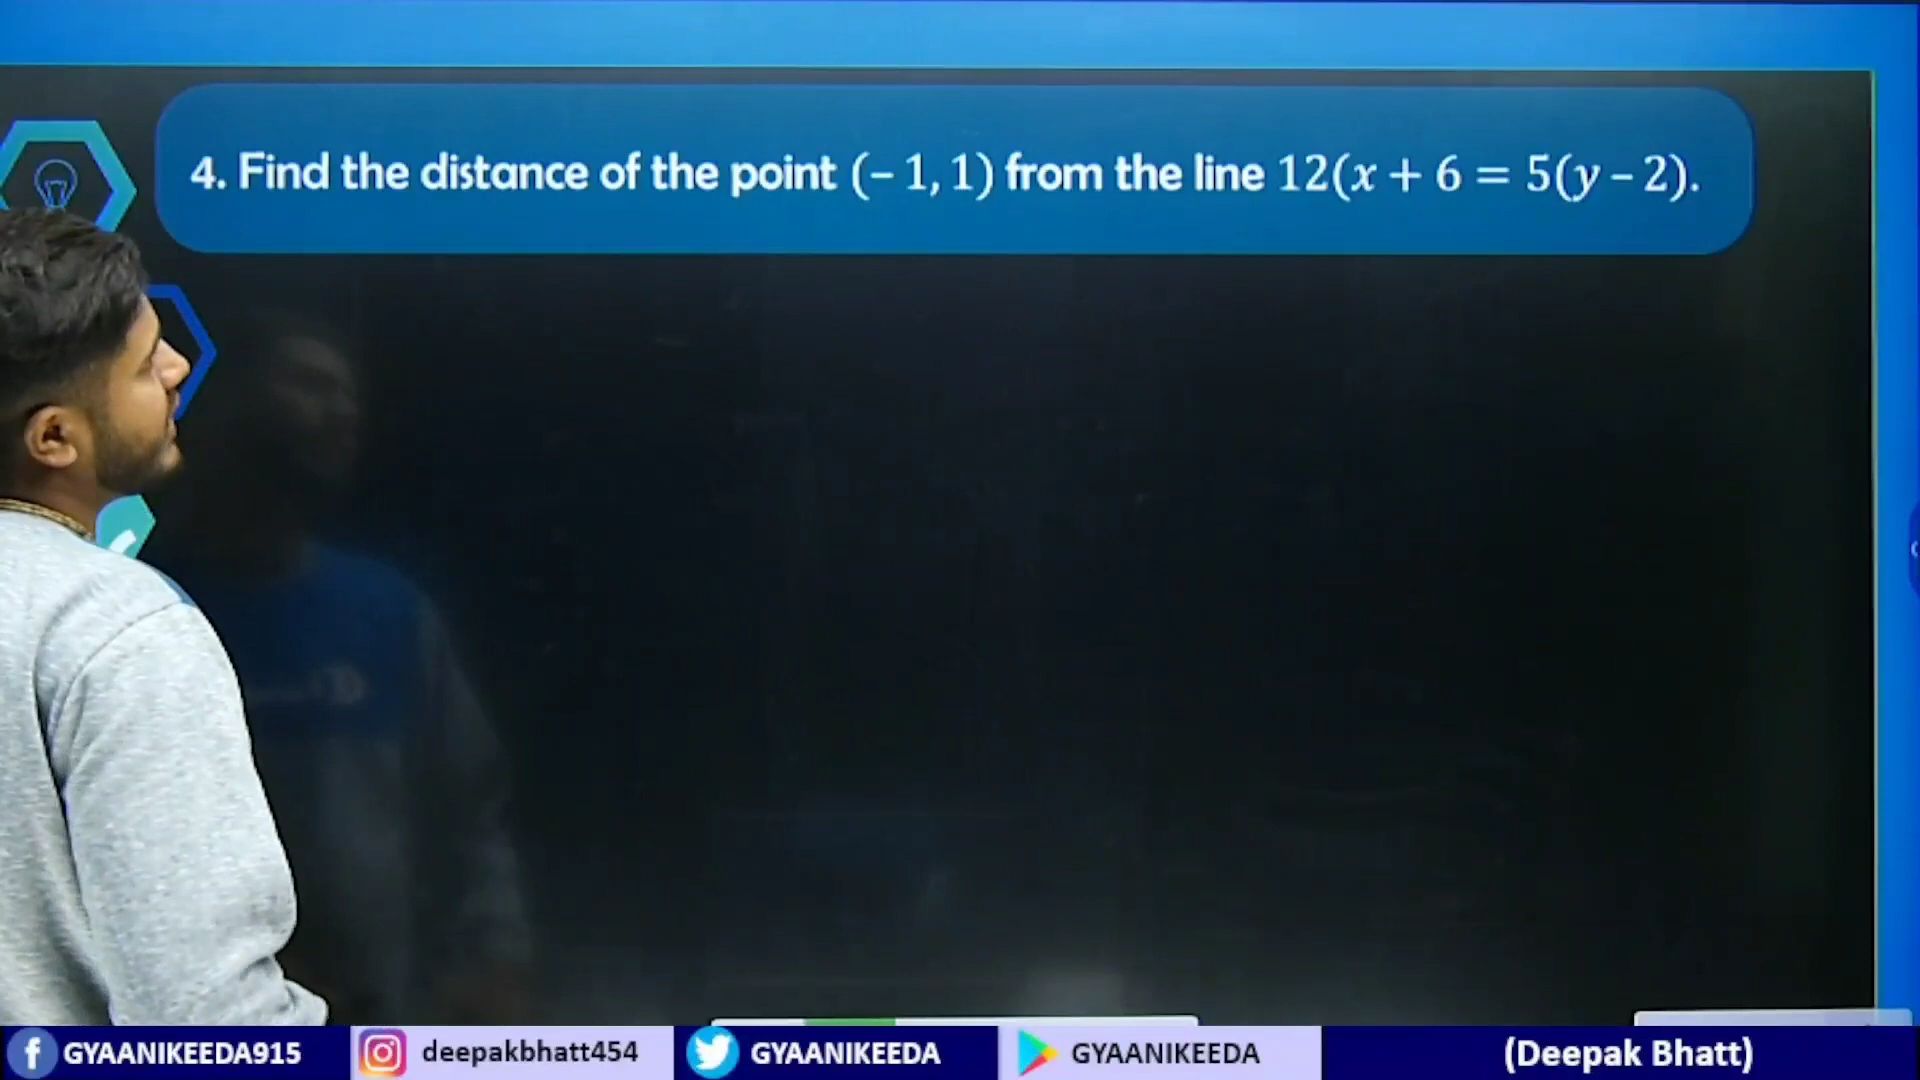 4. Find the distance of the point (– 1, 1) from the line 12(x + 6 = 5(y – 2).
GYAANIKEEDA915
deepakbhatt454
GYAANIKEEDA
GYAANIKEEDA
(Deepak Bhatt)